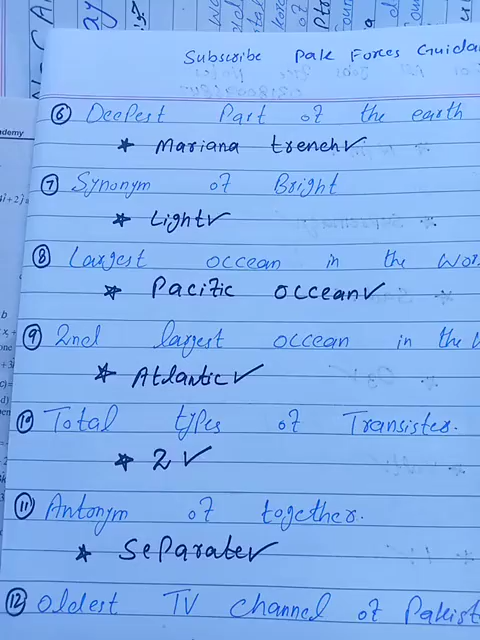 Subscribe Pak Forces Guida
⑥ Deepest Part of the earth
★ Mariana trench✓
⑦ Synonym of Bright
★ Light✓
⑧ Largest occean in the Wor
★ Pacific occean✓
⑨ 2nd largest occean in the
★ Atlantic✓
⑩ Total types of Transister.
★ 2 ✓
⑪ Antonym of together.
★ Separate✓
⑫ Oldest TV channel of Pakist